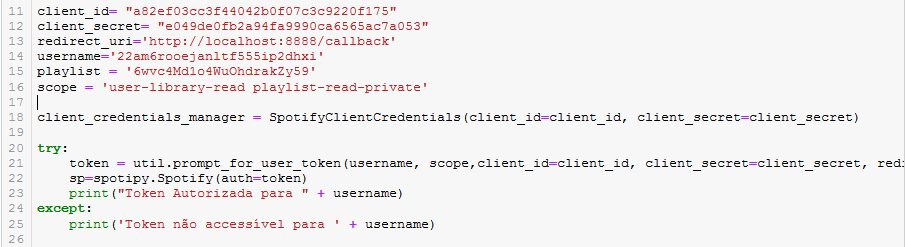 11 client_id= "a82ef03cc3f44042b0f07c3c9220f175"
12 client_secret= "e049de0fb2a94fa9990ca6565ac7a053"
13 redirect_uri='http://localhost:8888/callback'
14 username='22am6rooejanltf555ip2dhxi'
15 playlist = '6wvc4Md1o4WuOhdrakZy59'
16 scope = 'user-library-read playlist-read-private'
17
18 client_credentials_manager = SpotifyClientCredentials(client_id=client_id, client_secret=client_secret)
19
20 try:
21     token = util.prompt_for_user_token(username, scope,client_id=client_id, client_secret=client_secret, redi
22     sp=spotipy.Spotify(auth=token)
23     print("Token Autorizada para " + username)
24 except:
25     print('Token não accessível para ' + username)
26